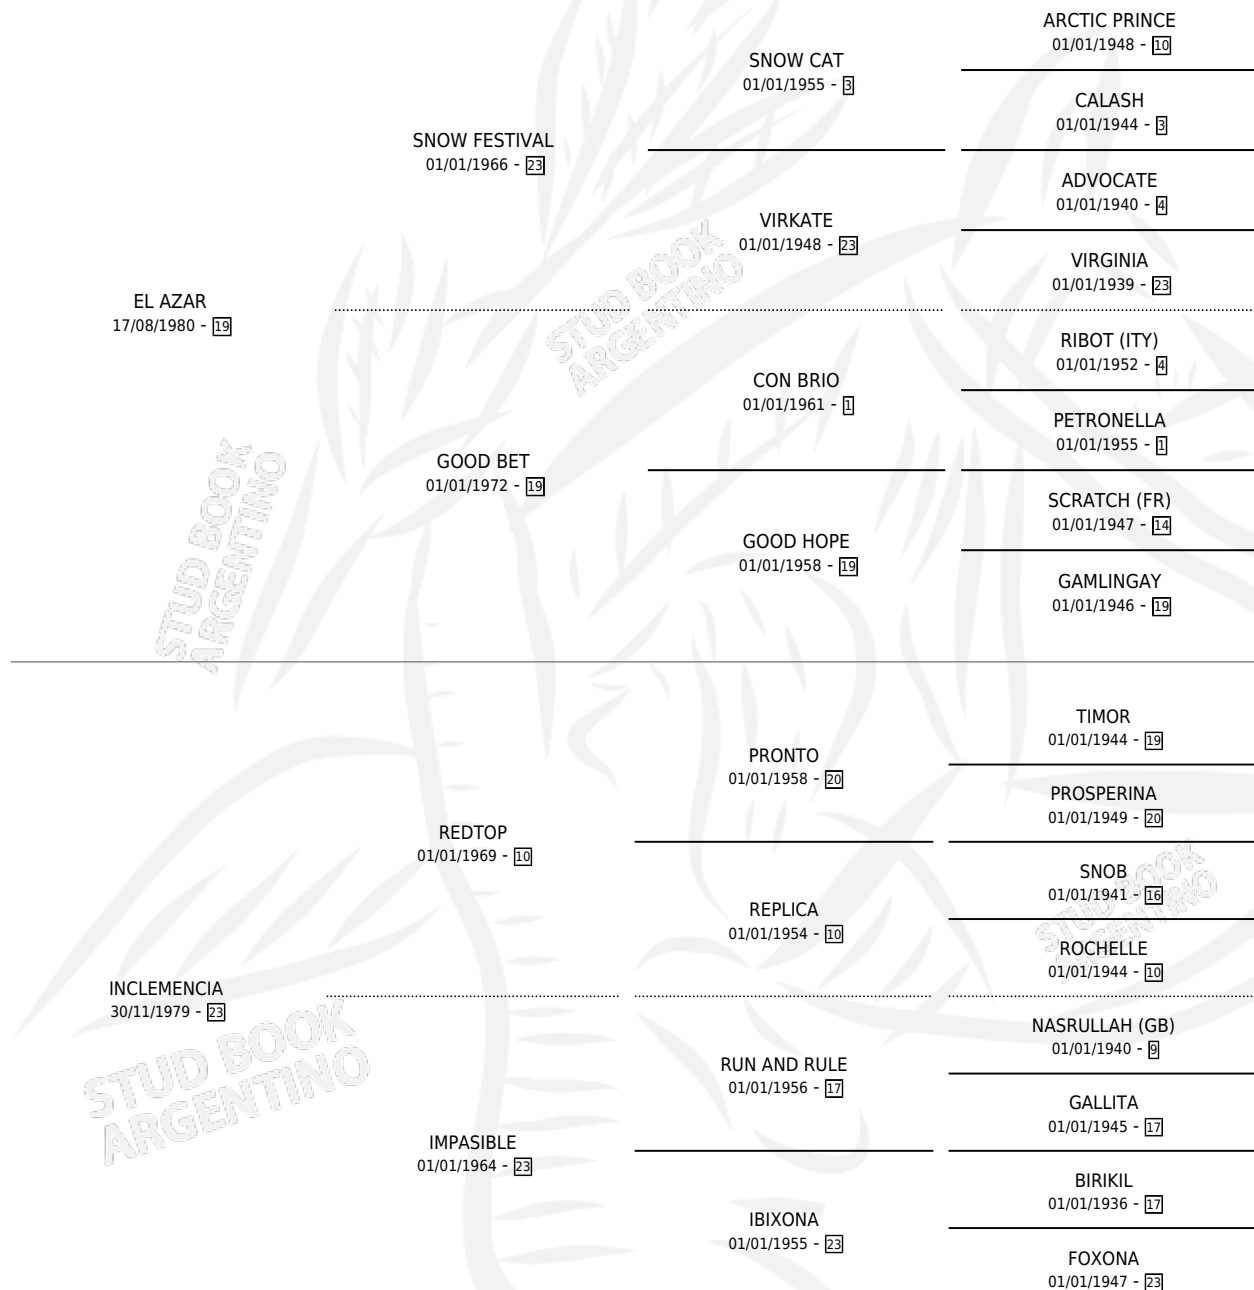 ARCTIC PRINCE
01/01/1948 - 10
SNOW CAT
01/01/1955 - 3
CALASH
01/01/1944 - 3
SNOW FESTIVAL
01/01/1966 - 23
ADVOCATE
01/01/1940 - 4
VIRKATE
01/01/1948 - 23
VIRGINIA
01/01/1939 - 23
EL AZAR
17/08/1980 - 19
STUD BOOK
ARGENTINO
RIBOT (ITY)
01/01/1952 - 4
CON BRIO
01/01/1961 - 1
PETRONELLA
01/01/1955 - 1
GOOD BET
01/01/1972 - 19
SCRATCH (FR)
01/01/1947 - 14
GOOD HOPE
01/01/1958 - 19
GAMLINGAY
01/01/1946 - 19
STUD BOOK
ARGENTINO
TIMOR
01/01/1944 - 19
PRONTO
01/01/1958 - 20
PROSPERINA
01/01/1949 - 20
REDTOP
01/01/1969 - 10
SNOB
01/01/1941 - 16
REPLICA
01/01/1954 - 10
STUD BOOK
ARGENTINO
ROCHELLE
01/01/1944 - 10
INCLEMENCIA
30/11/1979 - 23
NASRULLAH (GB)
01/01/1940 - 9
RUN AND RULE
01/01/1956 - 17
GALLITA
01/01/1945 - 17
STUD BOOK
ARGENTINO
IMPASIBLE
01/01/1964 - 23
BIRIKIL
01/01/1936 - 17
IBIXONA
01/01/1955 - 23
FOXONA
01/01/1947 - 23